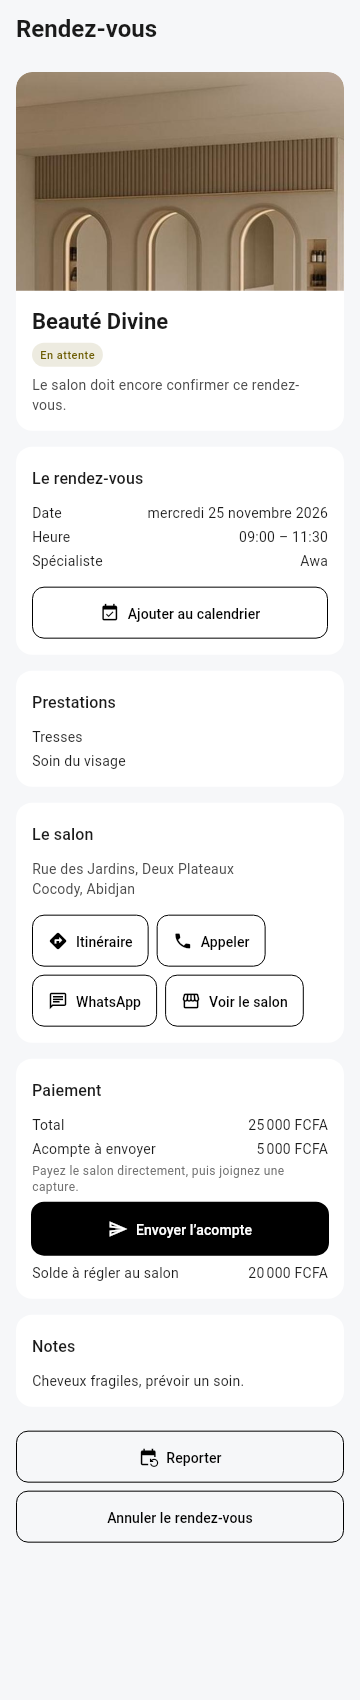 Rendez-vous
Beauté Divine
En attente
Le salon doit encore confirmer ce rendez-
vous.
Le rendez-vous
Date mercredi 25 novembre 2026
Heure 09:00 – 11:30
Spécialiste Awa
Ajouter au calendrier
Prestations
Tresses
Soin du visage
Le salon
Rue des Jardins, Deux Plateaux
Cocody, Abidjan
Itinéraire Appeler
WhatsApp Voir le salon
Paiement
Total 25 000 FCFA
Acompte à envoyer 5 000 FCFA
Payez le salon directement, puis joignez une
capture.
Envoyer l’acompte
Solde à régler au salon 20 000 FCFA
Notes
Cheveux fragiles, prévoir un soin.
Reporter
Annuler le rendez-vous